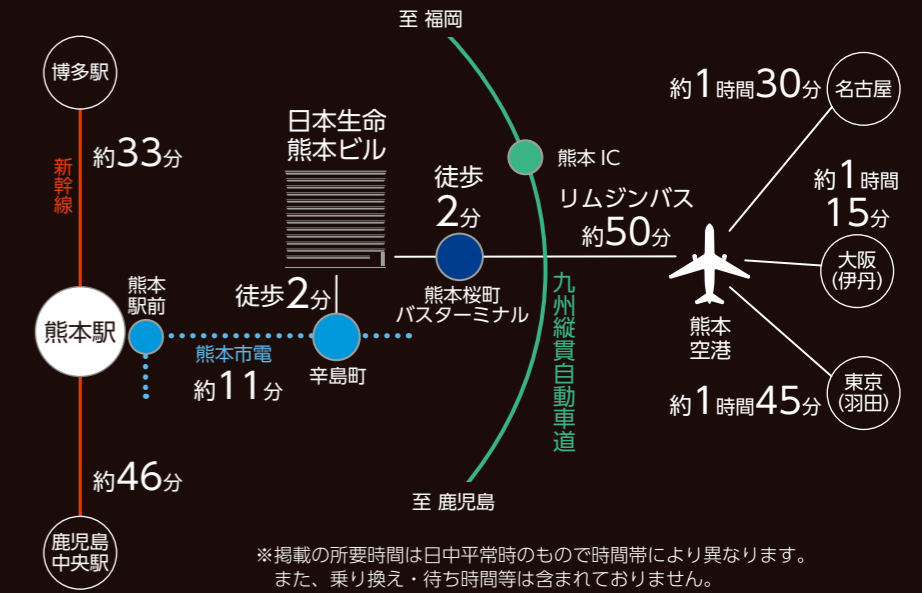 至 福岡
博多駅
約33分
新幹線
熊本駅
約46分
鹿児島
中央駅
熊本
駅前
熊本市電
約11分
日本生命
熊本ビル
徒歩2分
辛島町
徒歩
2分
熊本桜町
バスターミナル
熊本 IC
リムジンバス
約50分
九州縦貫自動車道
至 鹿児島
熊本
空港
約1時間30分
名古屋
約1時間
15分
大阪
(伊丹)
約1時間45分
東京
(羽田)
※掲載の所要時間は日中平常時のもので時間帯により異なります。
また、乗り換え・待ち時間等は含まれておりません。